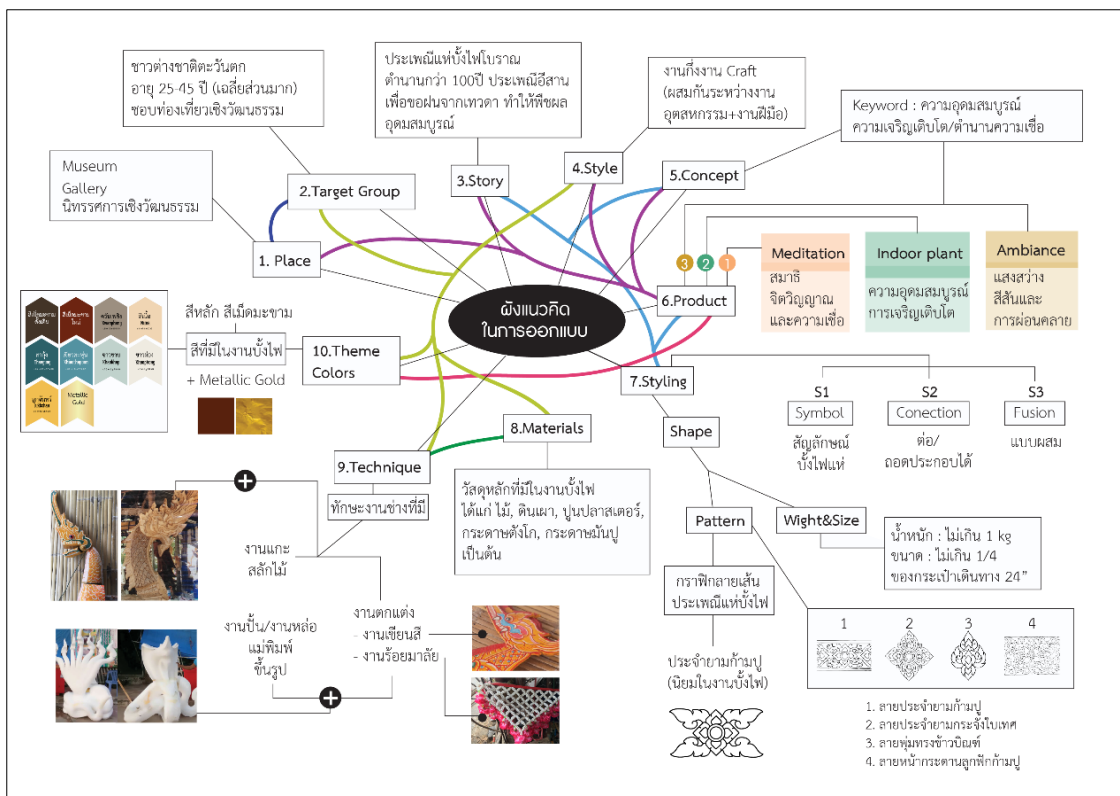 ชาวต่างชาติตะวันตก
อายุ 25-45 ปี (เฉลี่ยส่วนมาก)
ชอบท่องเที่ยวเชิงวัฒนธรรม
ประเพณีแห่บั้งไฟโบราณ
ตำนานกว่า 100ปี ประเพณีอีสาน
เพื่อขอฝนจากเทวดา ทำให้พืชผล
อุดมสมบูรณ์
งานกึ่งงาน Craft
(ผสมกันระหว่างงาน
อุตสหกรรม+งานฝีมือ)
Keyword : ความอุดมสมบูรณ์
ความเจริญเติบโต/ตำนานความเชื่อ
Museum
Gallery
นิทรรศการเชิงวัฒนธรรม
2.Target Group
3.Story
4.Style
5.Concept
1. Place
ผังแนวคิด
ในการออกแบบ
6.Product
3
2
1
Meditation
สมาธิ
จิตวิญญาณ
และความเชื่อ
Indoor plant
ความอุดมสมบูรณ์
การเจริญเติบโต
Ambiance
แสงสว่าง
สีสันและ
การผ่อนคลาย
สีหลัก สีเม็ดมะขาม
สีที่มีในงานบั้งไฟ
+ Metallic Gold
Metallic
Gold
10.Theme
Colors
7.Styling
S1
Symbol
สัญลักษณ์
บั้งไฟแห่
S2
Conection
ต่อ/
ถอดประกอบได้
S3
Fusion
แบบผสม
Shape
8.Materials
วัสดุหลักที่มีในงานบั้งไฟ
ได้แก่ ไม้, ดินเผา, ปูนปลาสเตอร์,
กระดาษตังโก, กระดาษมันปู
เป็นต้น
9.Technique
ทักษะงานช่างที่มี
งานแกะ
สลักไม้
งานปั้น/งานหล่อ
แม่พิมพ์
ขึ้นรูป
งานตกแต่ง
- งานเขียนสี
- งานร้อยมาลัย
Pattern
Wight&Size
น้ำหนัก : ไม่เกิน 1 kg
ขนาด : ไม่เกิน 1/4
ของกระเป๋าเดินทาง 24”
กราฟิกลายเส้น
ประเพณีแห่บั้งไฟ
ประจำยามก้ามปู
(นิยมในงานบั้งไฟ)
1
2
3
4
1. ลายประจำยามก้ามปู
2. ลายประจำยามกระจังใบเทศ
3. ลายพุ่มทรงข้าวบิณฑ์
4. ลายหน้ากระดานลูกฟักก้ามปู